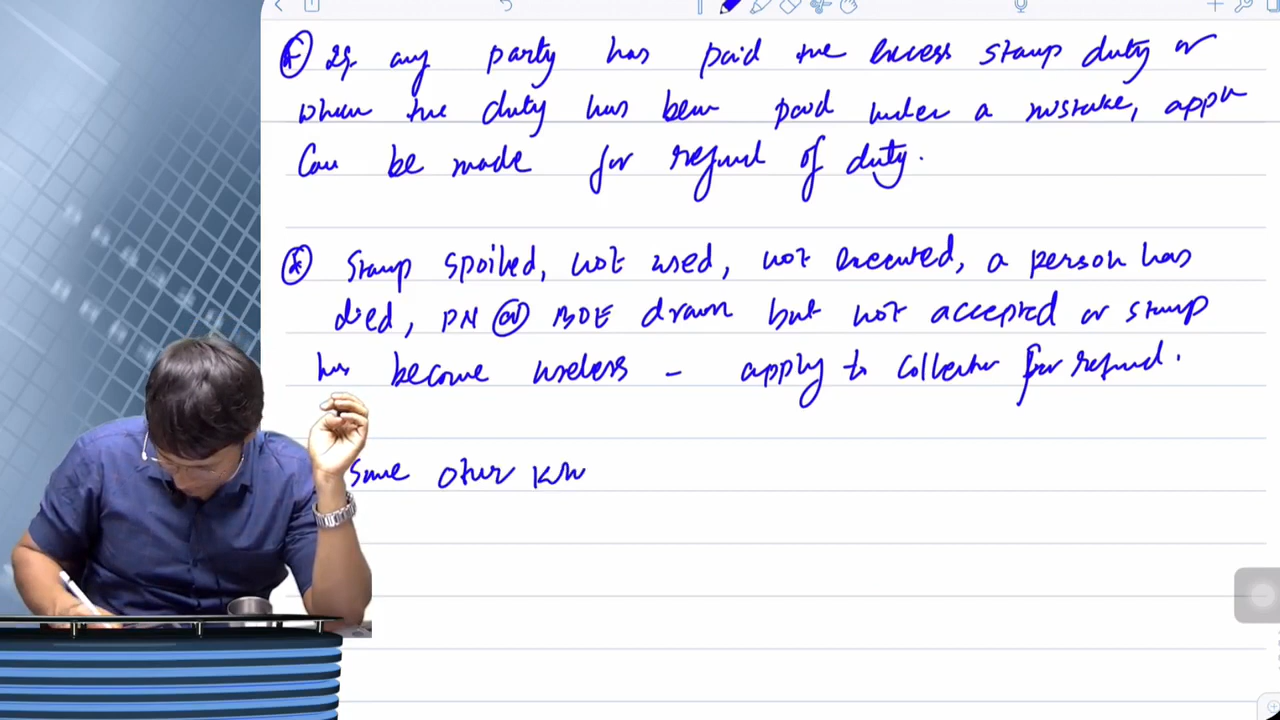 If any party has paid the excess stamp duty or
where the duty has been paid under a mistake, appn
Can be made for refund of duty.
Stamp spoiled, not used, not executed, a person has
died, PN or BOE drawn but not accepted or stamp
has become useless - apply to Collector for refund.
Some other